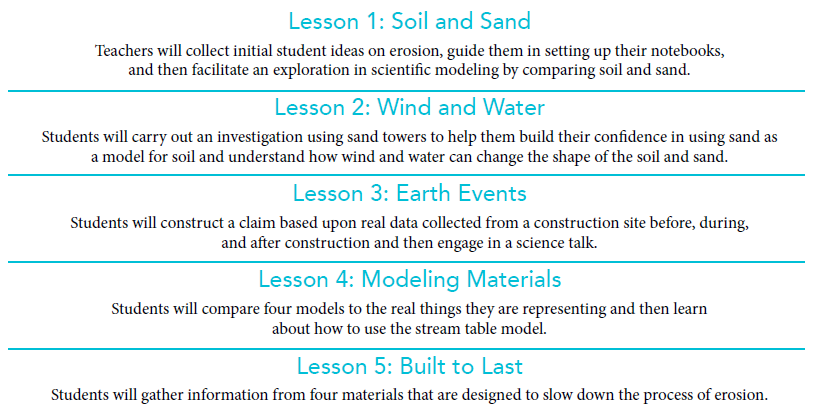 Lesson 1: Soil and Sand
Teachers will collect initial student ideas on erosion, guide them in setting up their notebooks,
and then facilitate an exploration in scientific modeling by comparing soil and sand.
Lesson 2: Wind and Water
Students will carry out an investigation using sand towers to help them build their confidence in using sand as
a model for soil and understand how wind and water can change the shape of the soil and sand.
Lesson 3: Earth Events
Students will construct a claim based upon real data collected from a construction site before, during,
and after construction and then engage in a science talk.
Lesson 4: Modeling Materials
Students will compare four models to the real things they are representing and then learn
about how to use the stream table model.
Lesson 5: Built to Last
Students will gather information from four materials that are designed to slow down the process of erosion.